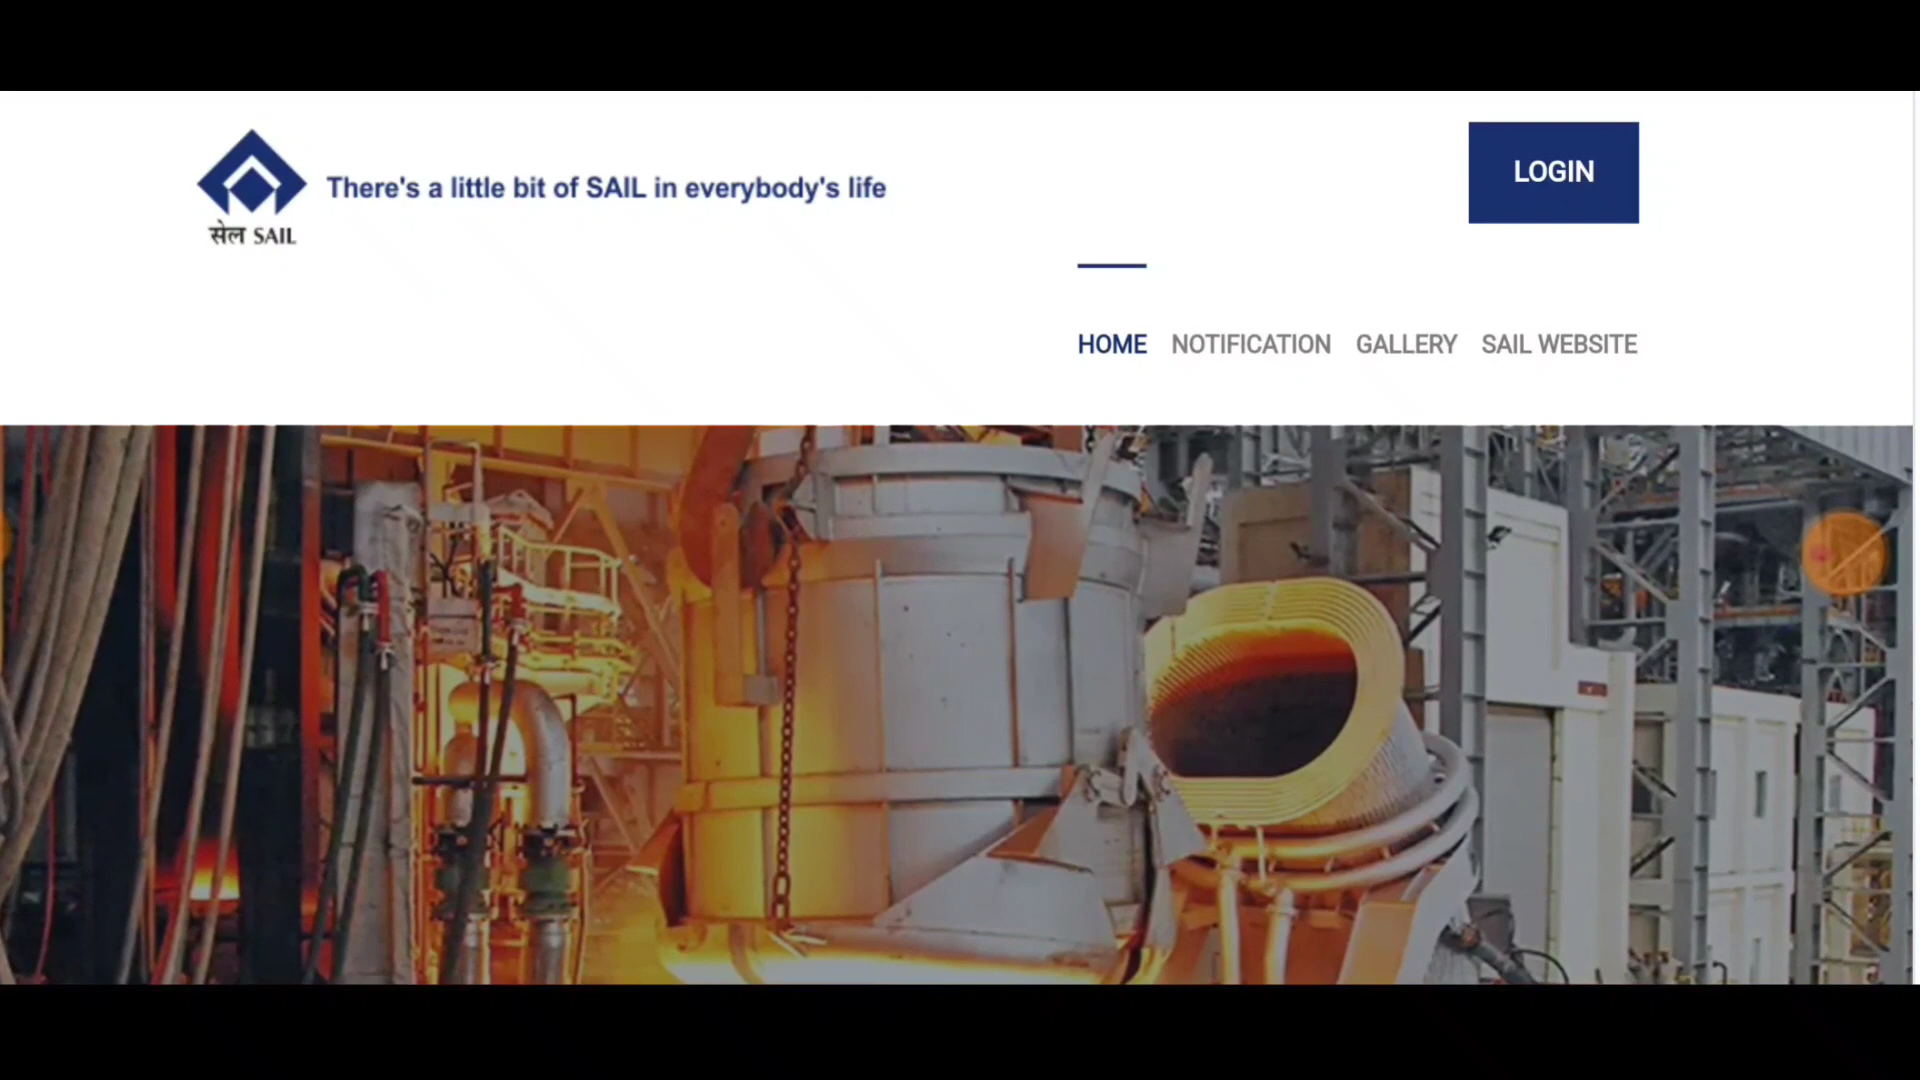 There's a little bit of SAIL in everybody's life
सेल SAIL
LOGIN
HOME NOTIFICATION GALLERY SAIL WEBSITE